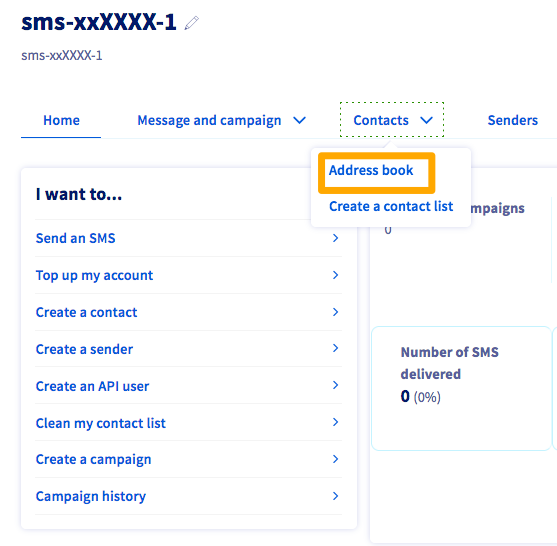 sms-xxXXXX-1
sms-xxXXXX-1
Home
Message and campaign
Contacts
Senders
Address book
Create a contact list
I want to...
Send an SMS
Top up my account
Create a contact
Create a sender
Create an API user
Clean my contact list
Create a campaign
Campaign history
0
Number of SMS
delivered
0 (0%)